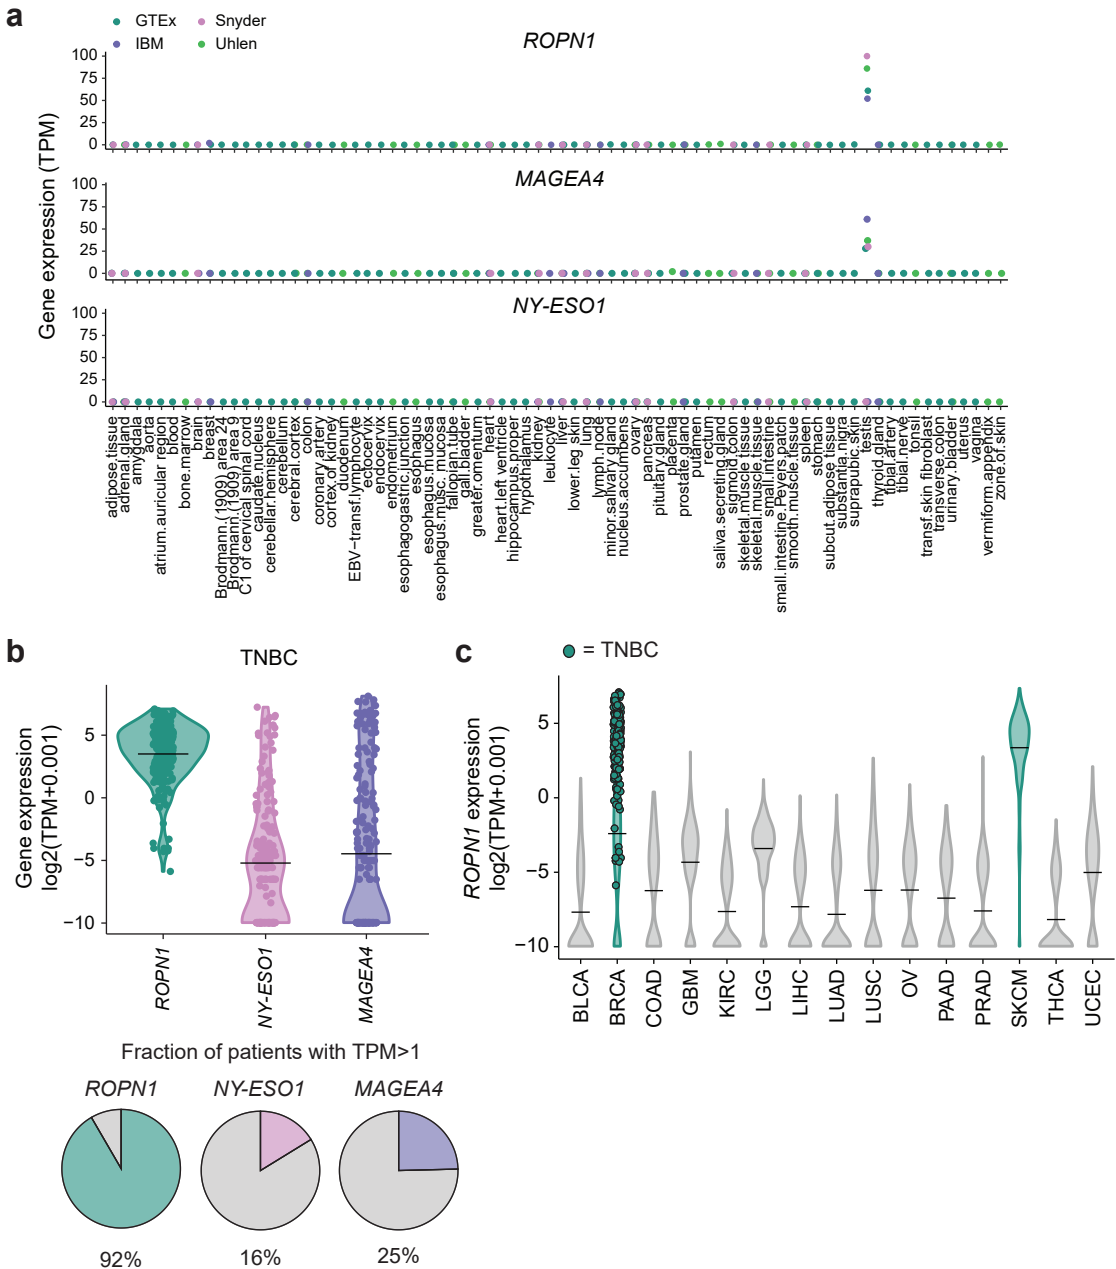 a
GTEx
Snyder
IBM
Uhlen
ROPN1
100
75
50
25
0
MAGEA4
100
75
50
25
0
NY-ESO1
100
75
50
25
0
Gene expression (TPM)
adipose.tissue
adrenal.gland
amygdala
aorta
atrium.auricular region
blood
bone.marrow
brain
breast
Brodmann.(1909) area 24
Brodmann.(1909) area 9
C1 of cervical spinal cord
caudate.nucleus
cerebellar.hemisphere
cerebellum
cerebral.cortex
colon
coronary.artery
cortex.of kidney
duodenum
EBV−transf.lymphocyte
ectocervix
endocervix
endometrium
esophagogastric.junction
esophagus
esophagus.mucosa
esophagus.musc. mucosa
fallopian.tube
gall.bladder
greater.omentum
heart
heart.left ventricle
hippocampus.proper
hypothalamus
kidney
leukocyte
liver
lower.leg skin
lung
lymph.node
minor.salivary gland
nucleus.accumbens
ovary
pancreas
pituitary.gland
placenta
prostate.gland
putamen
rectum
saliva.secreting gland
sigmoid.colon
skeletal.muscle tissue
skeletal.muscle.tissue
small.intestine
small.intestine.Peyers.patch
smooth.muscle.tissue
spleen
stomach
subcut.adipose tissue
substantia.nigra
suprapubic.skin
testis
thyroid.gland
tibial.artery
tibial.nerve
tonsil
transf.skin fibroblast
transverse.colon
urinary.bladder
uterus
vagina
vermiform.appendix
zone.of.skin
b
TNBC
Gene expression
log2(TPM+0.001)
5
0
−5
−10
ROPN1
NY-ESO1
MAGEA4
Fraction of patients with TPM>1
ROPN1
NY-ESO1
MAGEA4
92%
16%
25%
c
= TNBC
ROPN1 expression
log2(TPM+0.001)
5
0
−5
−10
BLCA
BRCA
COAD
GBM
KIRC
LGG
LIHC
LUAD
LUSC
OV
PAAD
PRAD
SKCM
THCA
UCEC